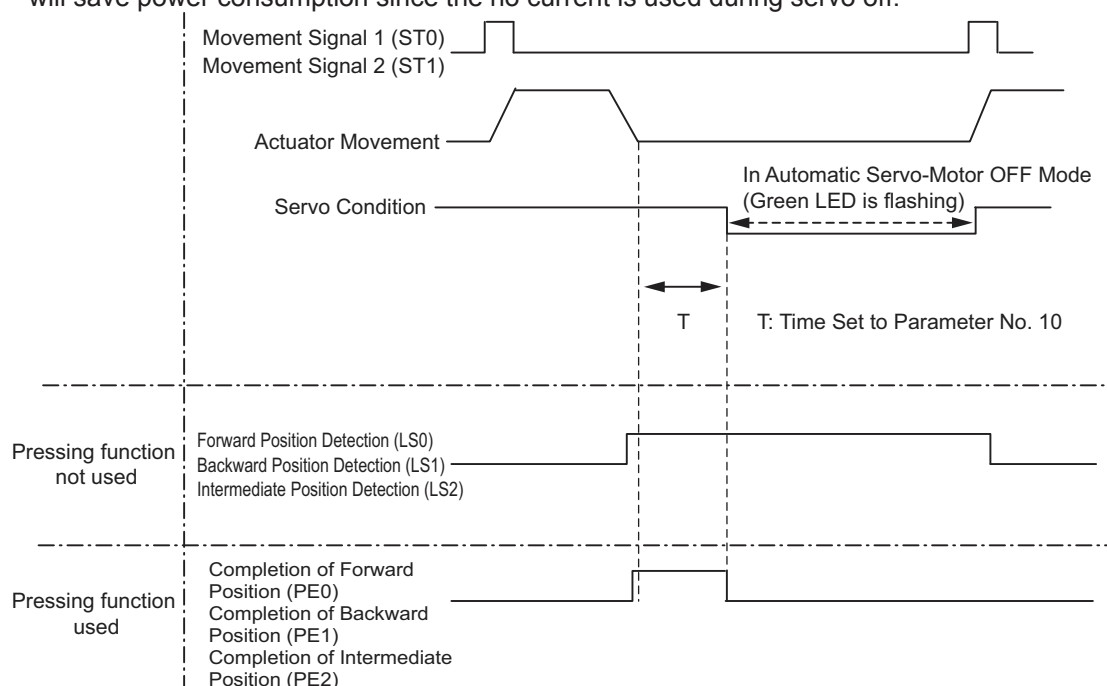 will save power consumption since the no current is used during servo off.
Movement Signal 1 (ST0)
Movement Signal 2 (ST1)
Actuator Movement
In Automatic Servo-Motor OFF Mode
(Green LED is flashing)
Servo Condition
T
T: Time Set to Parameter No. 10
Pressing function
not used
Forward Position Detection (LS0)
Backward Position Detection (LS1)
Intermediate Position Detection (LS2)
Pressing function
used
Completion of Forward
Position (PE0)
Completion of Backward
Position (PE1)
Completion of Intermediate
Position (PE2)